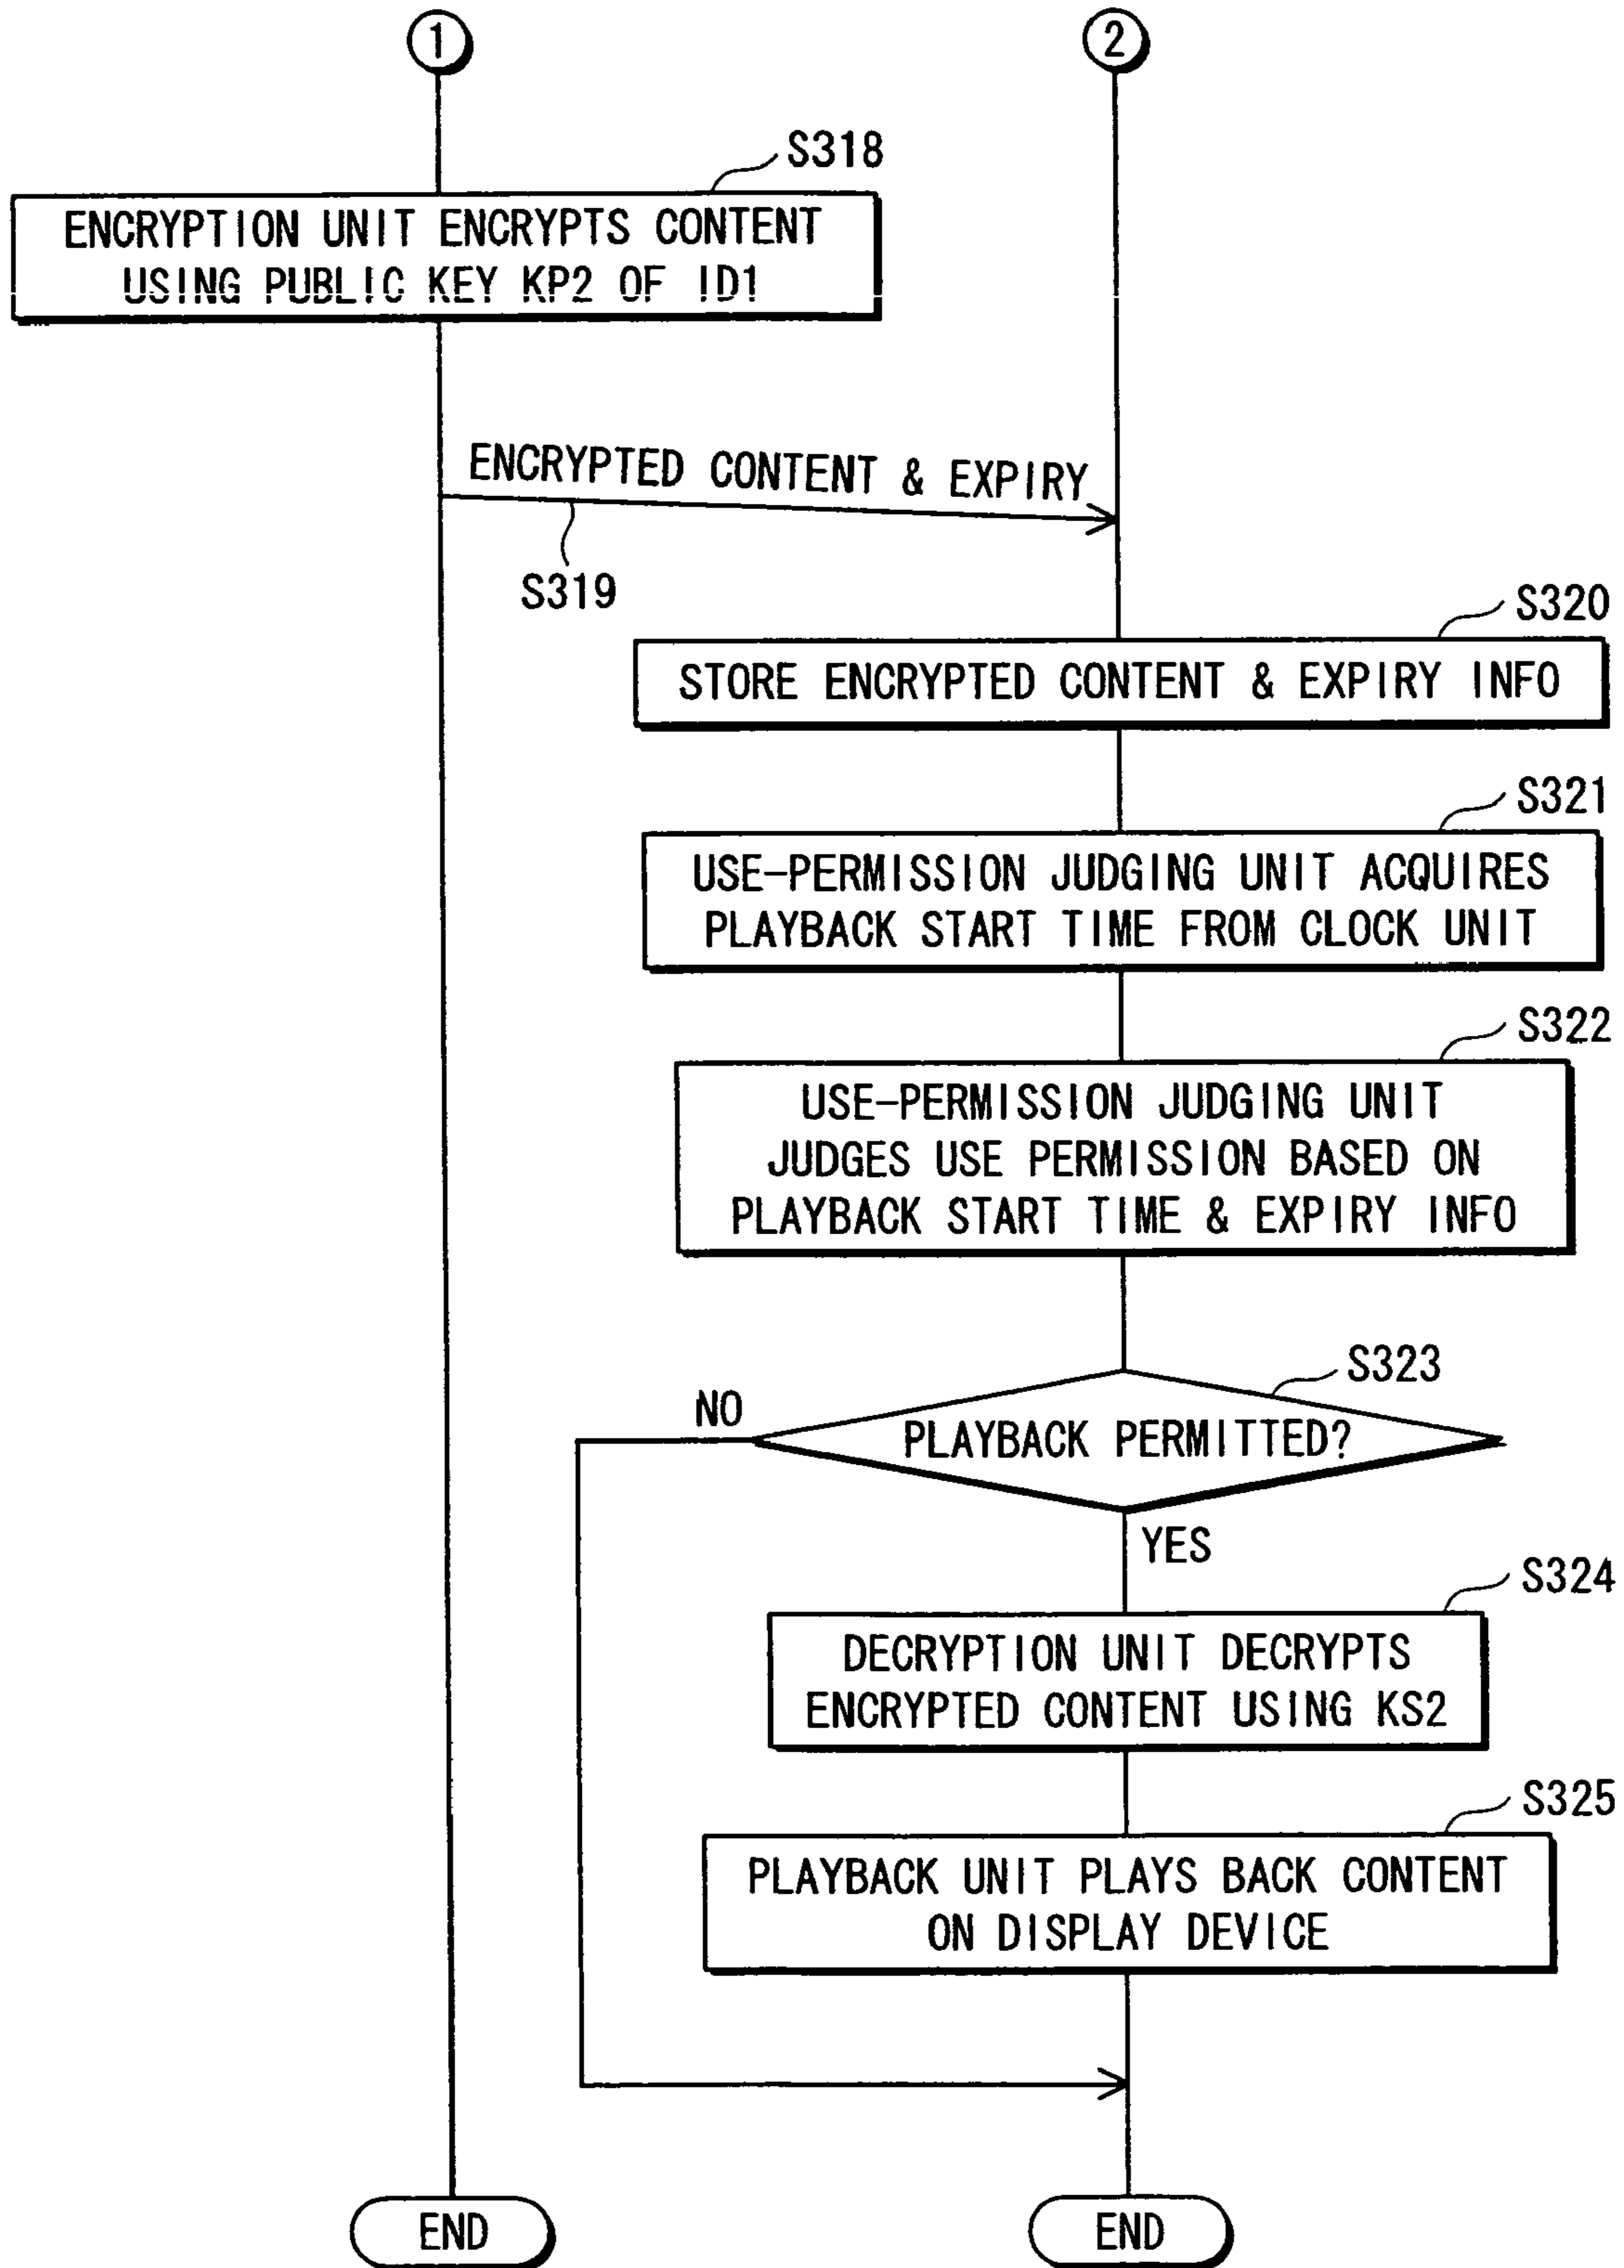 1
2
S318
ENCRYPTION UNIT ENCRYPTS CONTENT
USING PUBLIC KEY KP2 OF ID1
ENCRYPTED CONTENT & EXPIRY
S319
S320
STORE ENCRYPTED CONTENT & EXPIRY INFO
S321
USE-PERMISSION JUDGING UNIT ACQUIRES
PLAYBACK START TIME FROM CLOCK UNIT
S322
USE-PERMISSION JUDGING UNIT
JUDGES USE PERMISSION BASED ON
PLAYBACK START TIME & EXPIRY INFO
S323
NO
PLAYBACK PERMITTED?
YES
S324
DECRYPTION UNIT DECRYPTS
ENCRYPTED CONTENT USING KS2
S325
PLAYBACK UNIT PLAYS BACK CONTENT
ON DISPLAY DEVICE
END
END